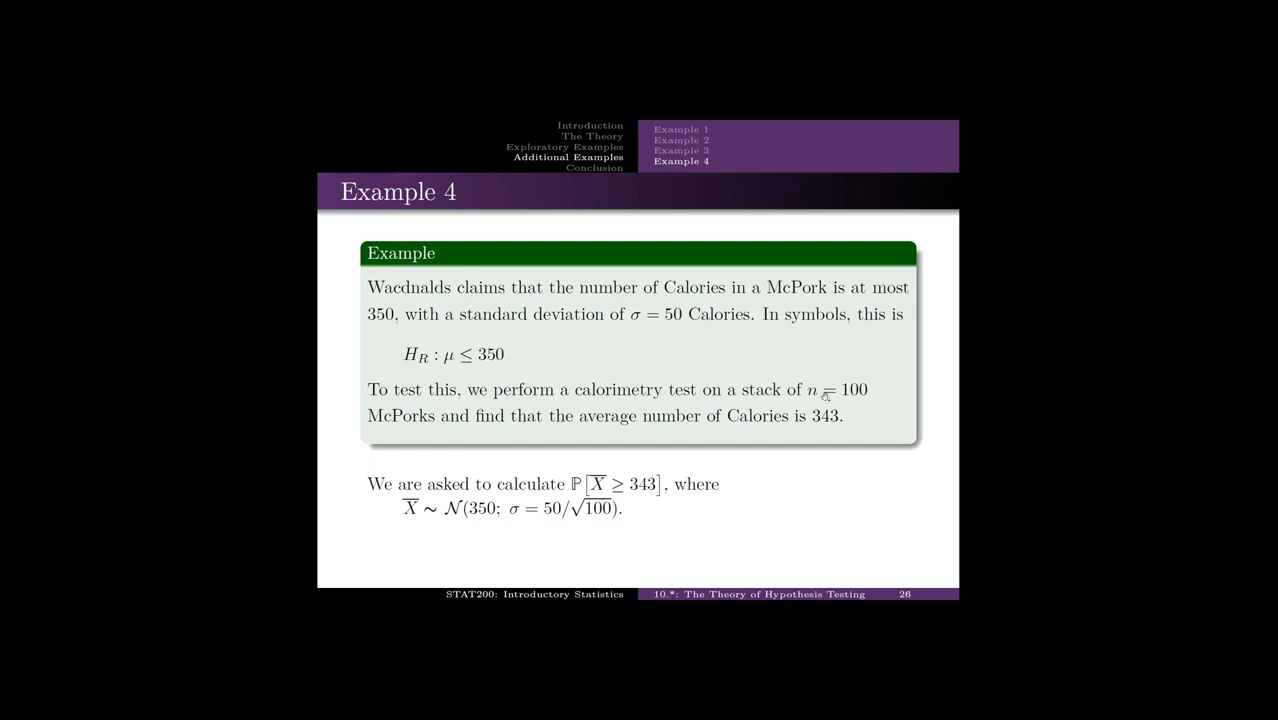 Introduction
The Theory
Exploratory Examples
Additional Examples
Conclusion
Example 1
Example 2
Example 3
Example 4
Example 4
Example
Wacdnalds claims that the number of Calories in a McPork is at most
350, with a standard deviation of σ = 50 Calories. In symbols, this is
H_R : μ ≤ 350
To test this, we perform a calorimetry test on a stack of n = 100
McPorks and find that the average number of Calories is 343.
We are asked to calculate ℙ[X̅ ≥ 343], where
X̅ ∼ 𝒩(350; σ = 50/√100).
STAT200: Introductory Statistics
10.*: The Theory of Hypothesis Testing
26